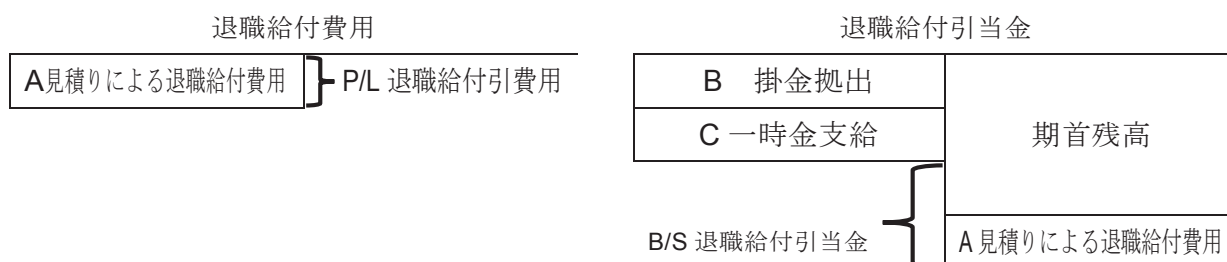 退職給付費用
A見積りによる退職給付費用
P/L 退職給付引費用
退職給付引当金
B 掛金拠出
C 一時金支給
期首残高
B/S 退職給付引当金
A 見積りによる退職給付費用